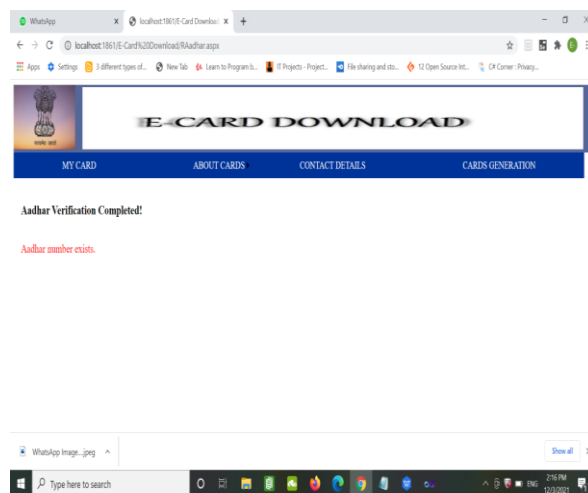 WhatsApp
localhost:1861/E-Card Download
localhost:1861/E-Card%20Download/RAadhar.aspx
Apps Settings 3 different types of... New Tab Learn to Program b... IT Projects - Project... File sharing and sto... 12 Open Source Int... C# Corner : Privacy...
E-CARD DOWNLOAD
MY CARD ABOUT CARDS CONTACT DETAILS CARDS GENERATION
Aadhar Verification Completed!
Aadhar number exists.
WhatsApp Image....jpeg Show all
Type here to search ENG 2:16 PM
12/3/2021